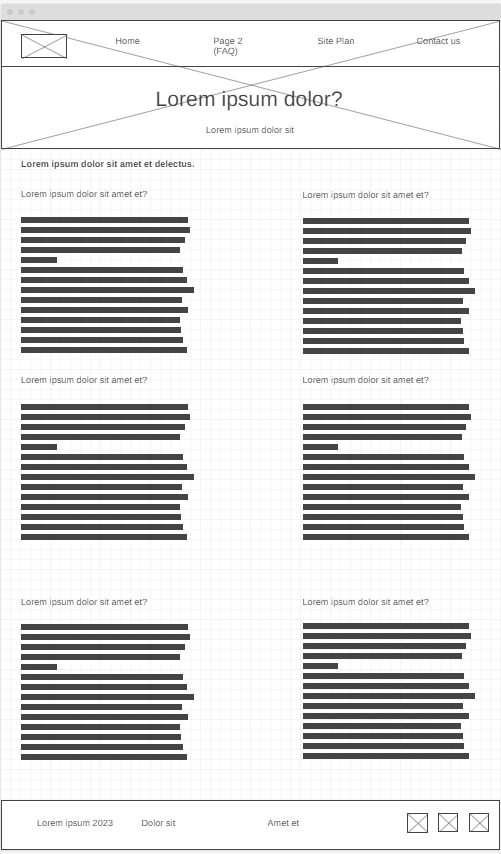 Home
Page 2
(FAQ)
Site Plan
Contact us
Lorem ipsum dolor?
Lorem ipsum dolor sit
Lorem ipsum dolor sit amet et delectus.
Lorem ipsum dolor sit amet et?
Lorem ipsum dolor sit amet et?
Lorem ipsum dolor sit amet et?
Lorem ipsum dolor sit amet et?
Lorem ipsum dolor sit amet et?
Lorem ipsum dolor sit amet et?
Lorem ipsum 2023
Dolor sit
Amet et